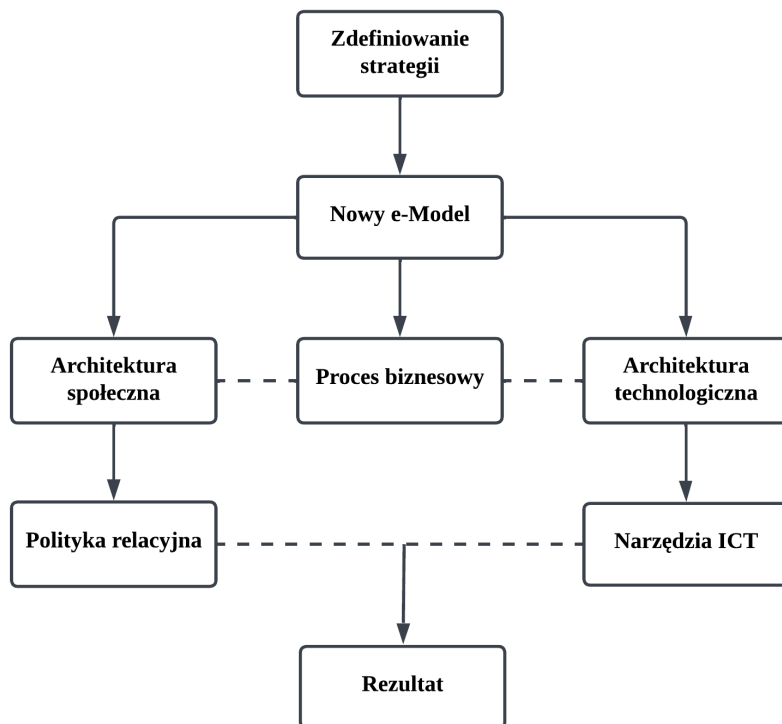 Zdefiniowanie
strategii
Nowy e-Model
Architektura
społeczna
Proces biznesowy
Architektura
technologiczna
Polityka relacyjna
Narzędzia ICT
Rezultat